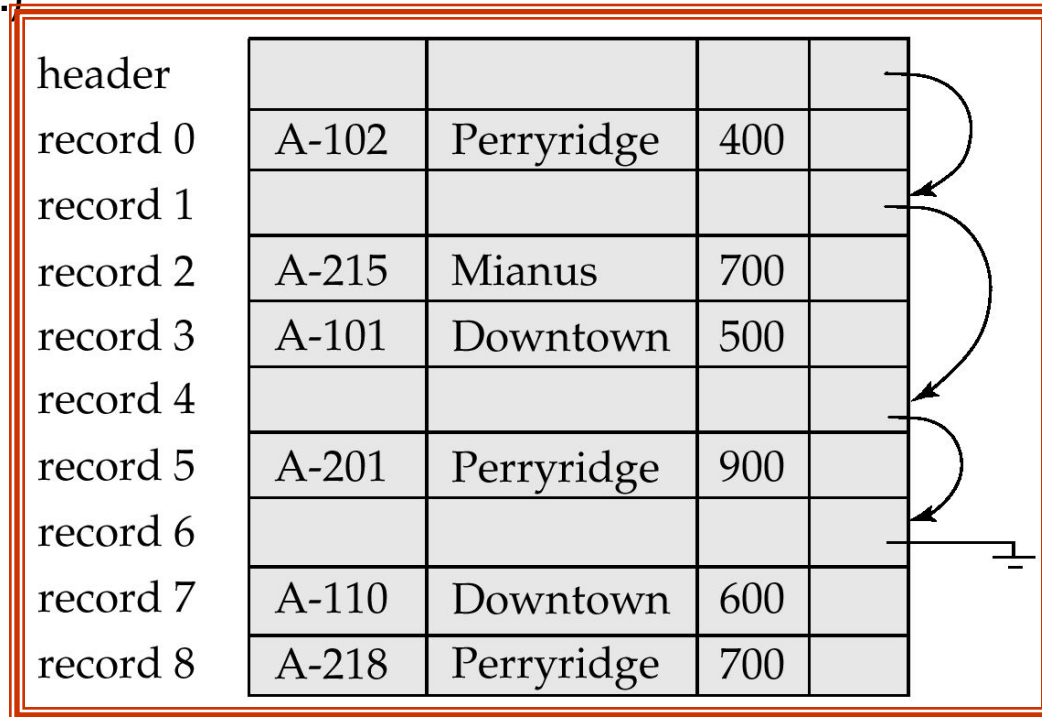 header
record 0 A-102 Perryridge 400
record 1
record 2 A-215 Mianus 700
record 3 A-101 Downtown 500
record 4
record 5 A-201 Perryridge 900
record 6
record 7 A-110 Downtown 600
record 8 A-218 Perryridge 700